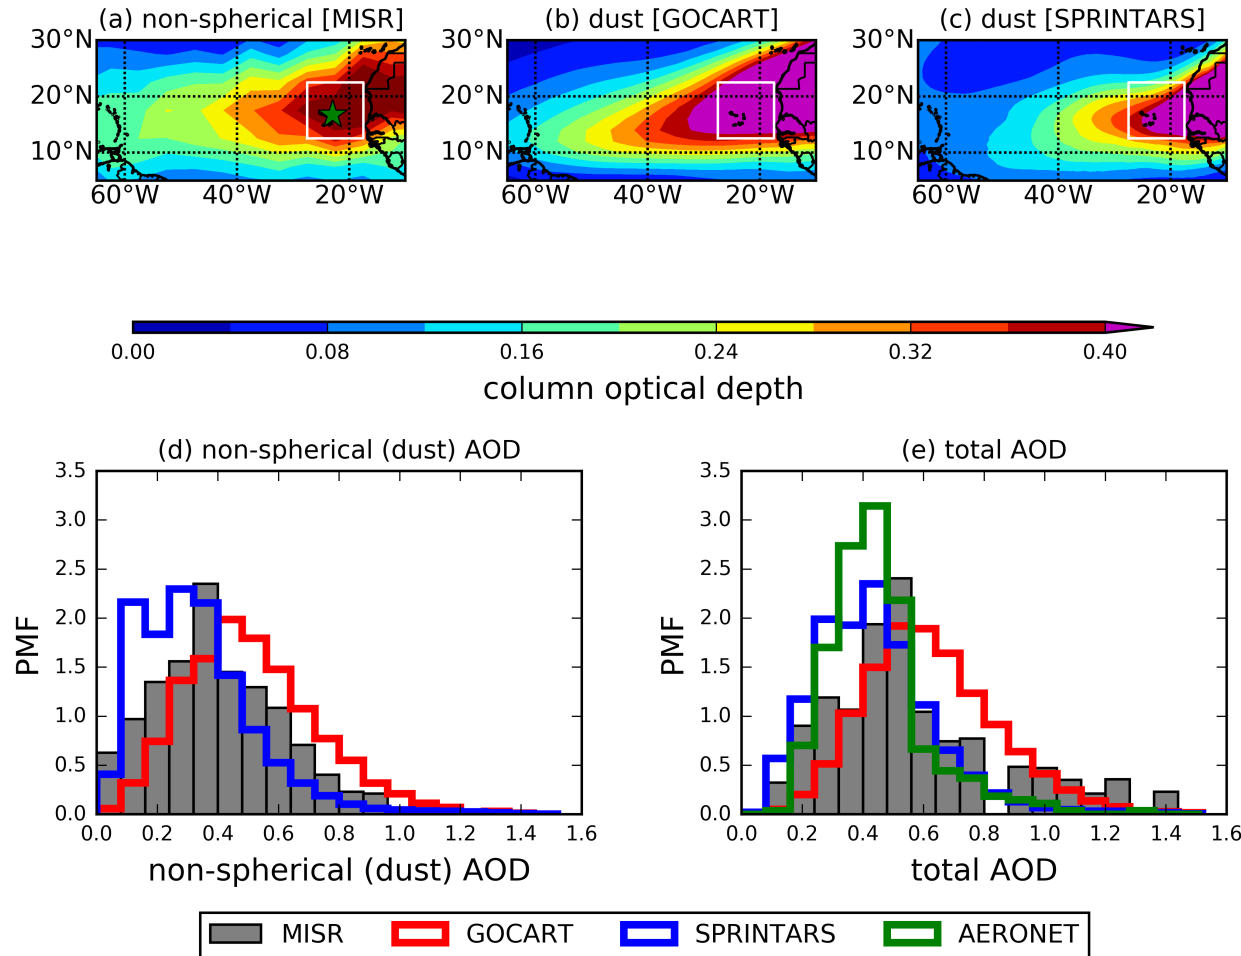 (a) non-spherical [MISR] (b) dust [GOCART] (c) dust [SPRINTARS]
30°N 30°N 30°N
20°N 20°N 20°N
10°N 10°N 10°N
60°W 40°W 20°W 60°W 40°W 20°W 60°W 40°W 20°W
0.00 0.08 0.16 0.24 0.32 0.40
column optical depth
(d) non-spherical (dust) AOD
3.5
3.0
2.5
2.0
1.5
1.0
0.5
0.0
PMF
0.0 0.2 0.4 0.6 0.8 1.0 1.2 1.4 1.6
non-spherical (dust) AOD
(e) total AOD
3.5
3.0
2.5
2.0
1.5
1.0
0.5
0.0
PMF
0.0 0.2 0.4 0.6 0.8 1.0 1.2 1.4 1.6
total AOD
MISR GOCART SPRINTARS AERONET